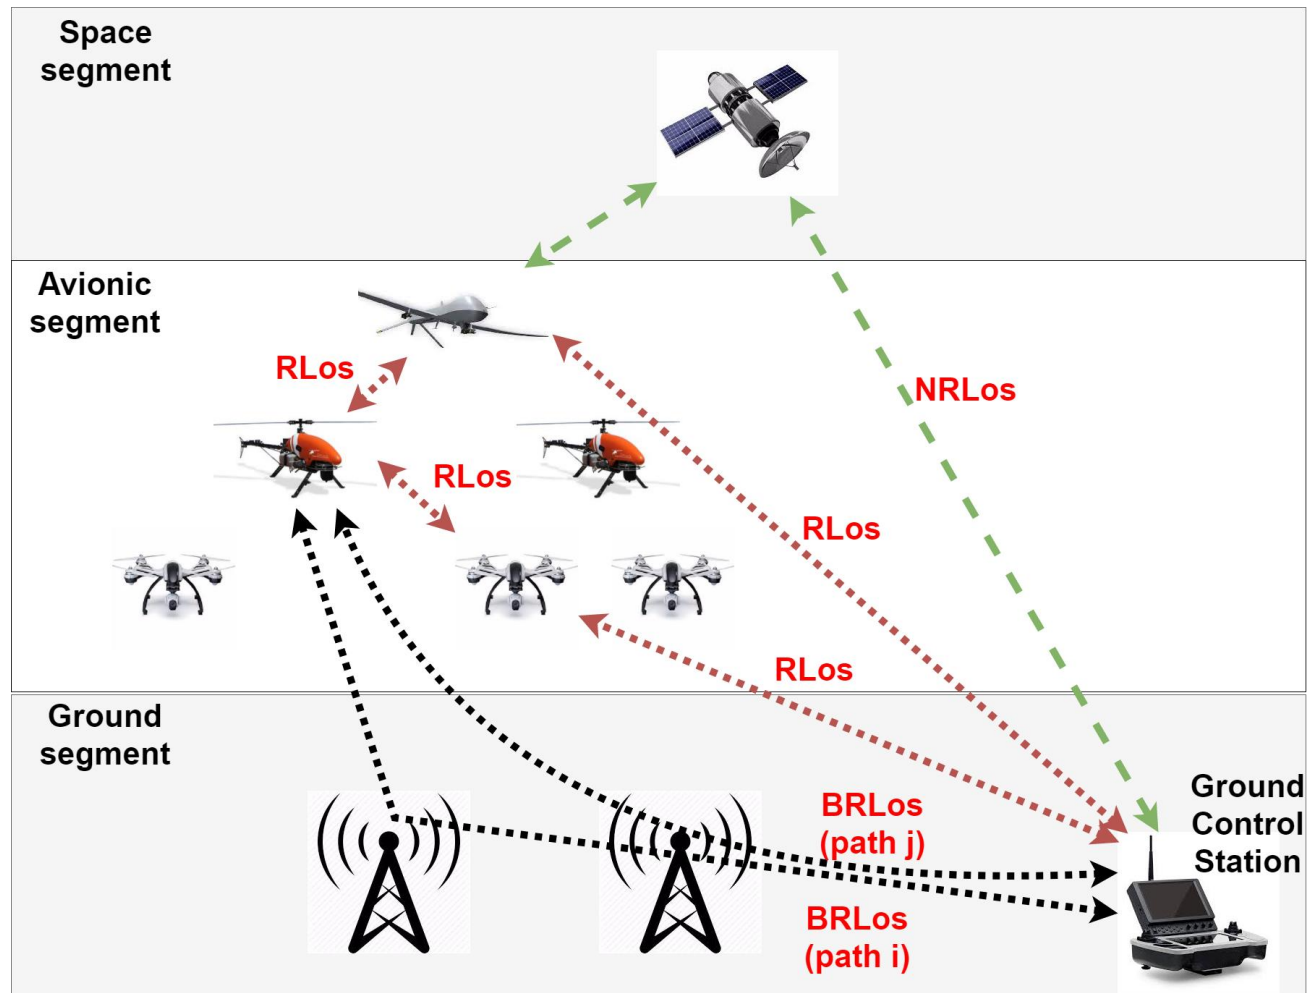 Space
segment
Avionic
segment
RLos
NRLos
RLos
RLos
RLos
Ground
segment
BRLos
(path j)
Ground
Control
Station
BRLos
(path i)